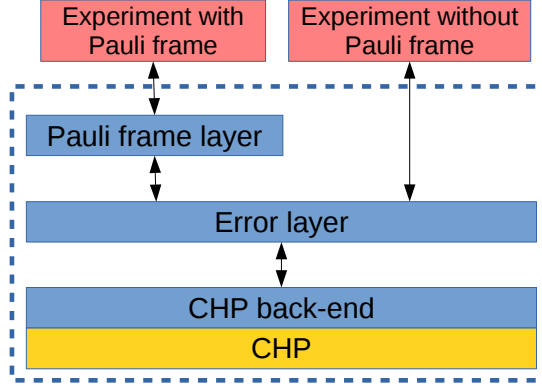 Experiment with
Pauli frame
Experiment without
Pauli frame
Pauli frame layer
Error layer
CHP back-end
CHP